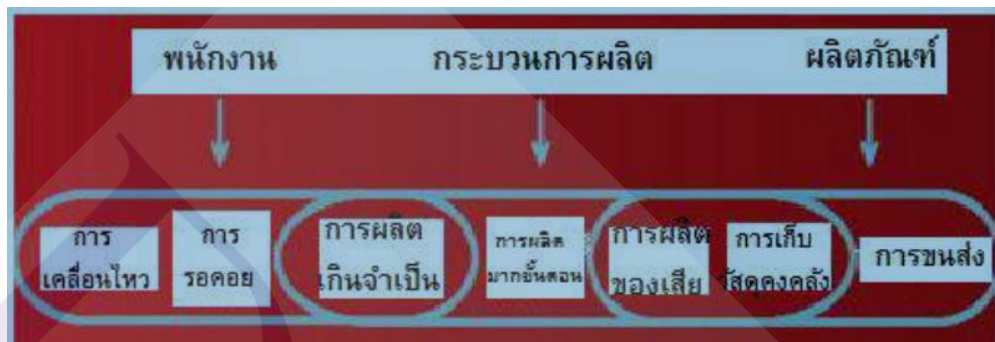 พนักงาน กระบวนการผลิต ผลิตภัณฑ์
การ
เคลื่อนไหว
การ
รอคอย
การผลิต
เกินจำเป็น
การผลิต
มากขั้นตอน
การผลิต
ของเสีย
การเก็บ
วัสดุคงคลัง
การขนส่ง